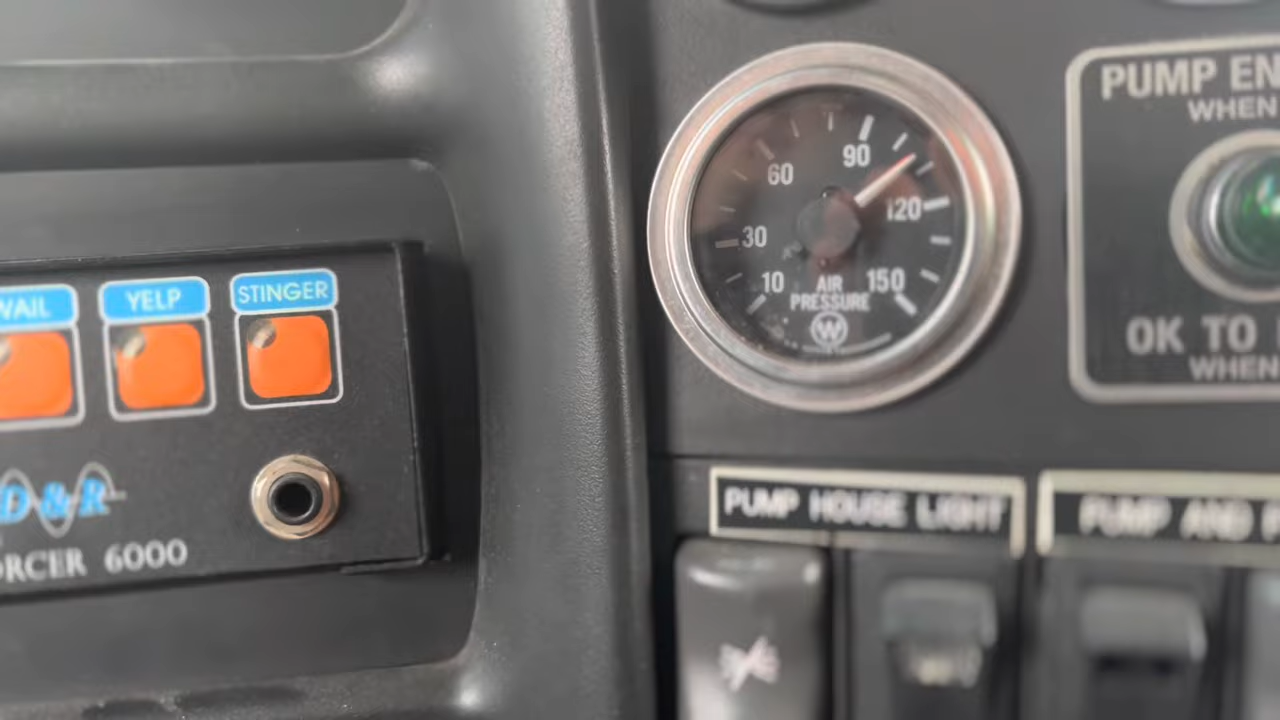 WAIL
YELP
STINGER
D&R
ORCER 6000
10
30
60
90
120
150
AIR
PRESSURE
W
PUMP EN
WHEN
OK TO
WHEN
PUMP HOUSE LIGHT
PUMP AND